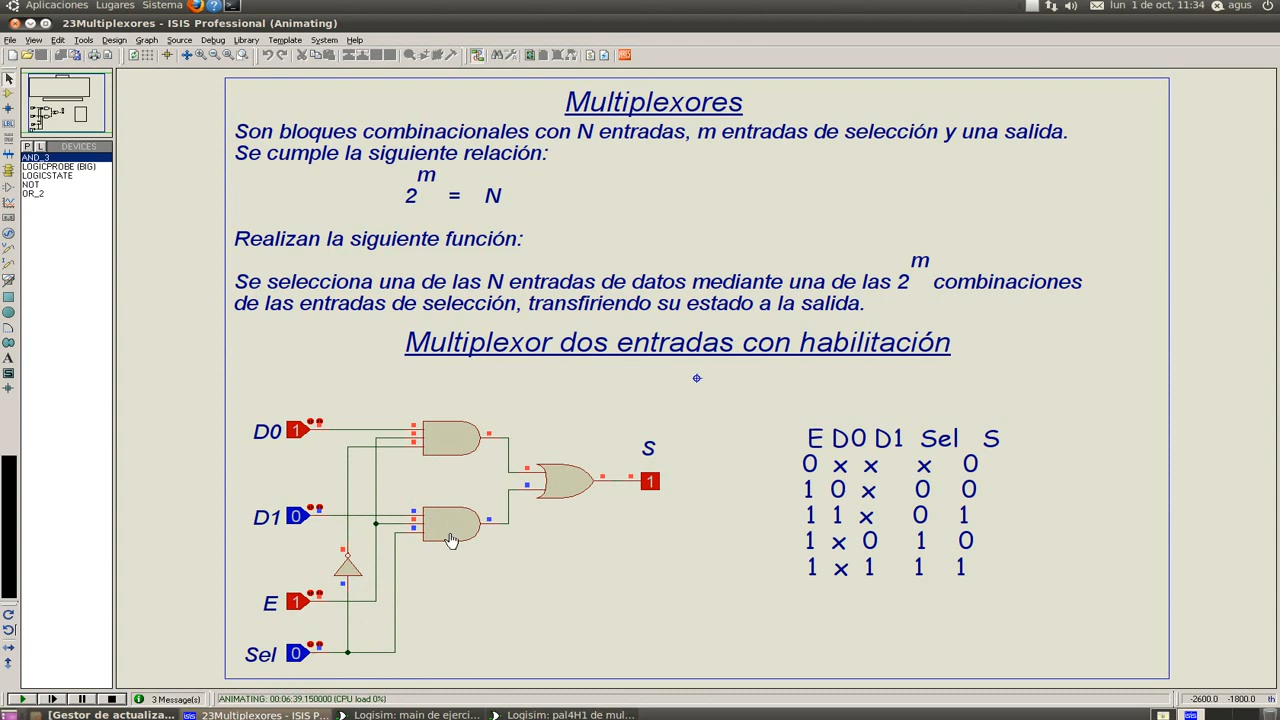 Aplicaciones Lugares Sistema lun 1 de oct, 11:34 agus
23Multiplexores - ISIS Professional (Animating)
File View Edit Tools Design Graph Source Debug Library Template System Help
P L DEVICES
AND_3
LOGICPROBE (BIG)
LOGICSTATE
NOT
OR_2
Multiplexores
Son bloques combinacionales con N entradas, m entradas de selección y una salida.
Se cumple la siguiente relación:
m
2 = N
Realizan la siguiente función:
m
Se selecciona una de las N entradas de datos mediante una de las 2 combinaciones
de las entradas de selección, transfiriendo su estado a la salida.
Multiplexor dos entradas con habilitación
D0 1
S
1
D1 0
E 1
Sel 0
E D0 D1 Sel S
0 x x x 0
1 0 x 0 0
1 1 x 0 1
1 x 0 1 0
1 x 1 1 1
3 Message(s) ANIMATING: 00:06:39.150000 (CPU load 0%) -2600.0 -1800.0 th
[Gestor de actualiza... 23Multiplexores - ISIS P... Logisim: main de ejerci... Logisim: pal4H1 de mul...